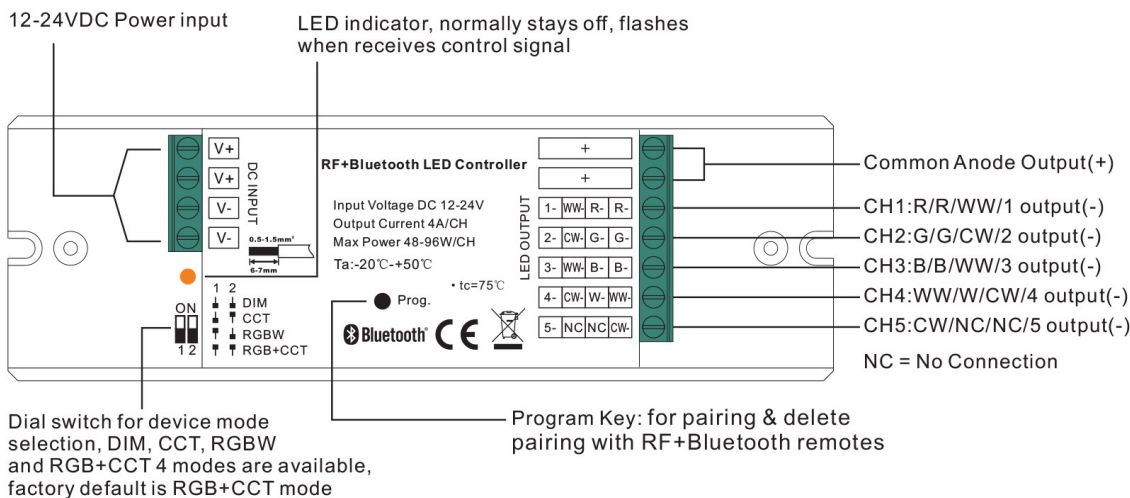 12-24VDC Power input
LED indicator, normally stays off, flashes
when receives control signal
V+
V+
V-
V-
DC INPUT
0.5-1.5mm²
6-7mm
RF+Bluetooth LED Controller
Input Voltage DC 12-24V
Output Current 4A/CH
Max Power 48-96W/CH
Ta:-20℃-+50℃
• tc=75℃
Prog.
Bluetooth®
CE
ON
1 2
1 2
DIM
CCT
RGBW
RGB+CCT
LED OUTPUT
+
+
1- WW- R- R-
2- CW- G- G-
3- WW- B- B-
4- CW- W- WW-
5- NC NC CW-
Common Anode Output(+)
CH1:R/R/WW/1 output(-)
CH2:G/G/CW/2 output(-)
CH3:B/B/WW/3 output(-)
CH4:WW/W/CW/4 output(-)
CH5:CW/NC/NC/5 output(-)
NC = No Connection
Dial switch for device mode
selection, DIM, CCT, RGBW
and RGB+CCT 4 modes are available,
factory default is RGB+CCT mode
Program Key: for pairing & delete
pairing with RF+Bluetooth remotes